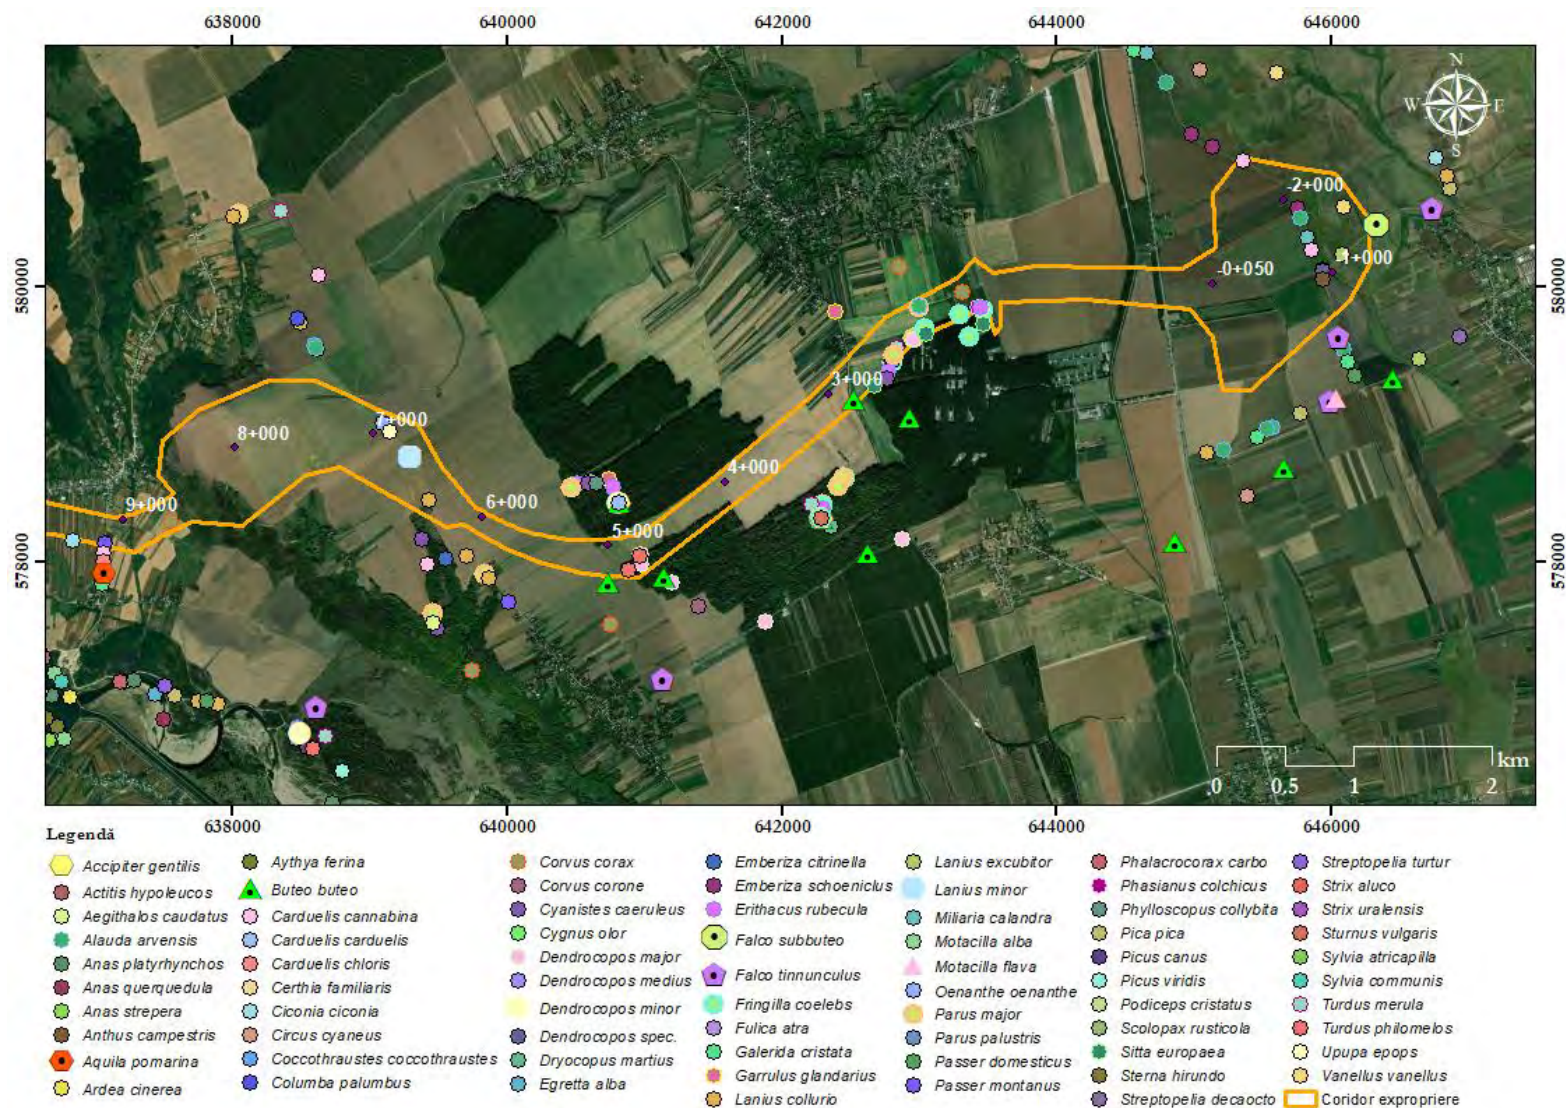 638000 640000 642000 644000 646000
N
W E
S
580000 580000
578000 578000
-2+000
1+000
-0+050
3+000
4+000
5+000
6+000
7+000
8+000
9+000
km
0 0,5 1 2
638000 640000 642000 644000 646000
Legendă
Accipiter gentilis
Actitis hypoleucos
Aegithalos caudatus
Alauda arvensis
Anas platyrhynchos
Anas querquedula
Anas strepera
Anthus campestris
Aquila pomarina
Ardea cinerea
Aythya ferina
Buteo buteo
Carduelis cannabina
Carduelis carduelis
Carduelis chloris
Certhia familiaris
Ciconia ciconia
Circus cyaneus
Coccothraustes coccothraustes
Columba palumbus
Corvus corax
Corvus corone
Cyanistes caeruleus
Cygnus olor
Dendrocopos major
Dendrocopos medius
Dendrocopos minor
Dendrocopos spec.
Dryocopus martius
Egretta alba
Emberiza citrinella
Emberiza schoeniclus
Erithacus rubecula
Falco subbuteo
Falco tinnunculus
Fringilla coelebs
Fulica atra
Galerida cristata
Garrulus glandarius
Lanius collurio
Lanius excubitor
Lanius minor
Miliaria calandra
Motacilla alba
Motacilla flava
Oenanthe oenanthe
Parus major
Parus palustris
Passer domesticus
Passer montanus
Phalacrocorax carbo
Phasianus colchicus
Phylloscopus collybita
Pica pica
Picus canus
Picus viridis
Podiceps cristatus
Scolopax rusticola
Sitta europaea
Sterna hirundo
Streptopelia decaocto
Streptopelia turtur
Strix aluco
Strix uralensis
Sturnus vulgaris
Sylvia atricapilla
Sylvia communis
Turdus merula
Turdus philomelos
Upupa epops
Vanellus vanellus
Coridor expropriere